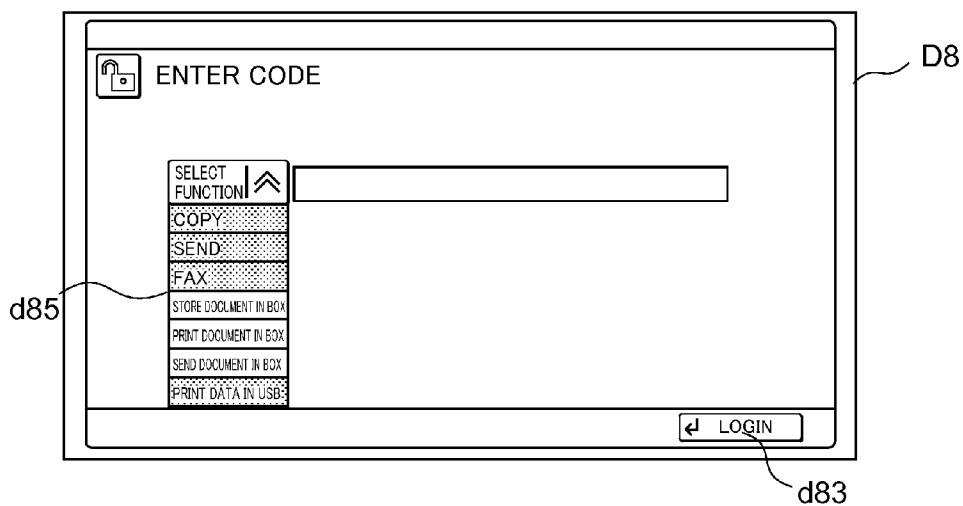 D8
ENTER CODE
SELECT
FUNCTION
COPY
SEND
FAX
d85
STORE DOCUMENT IN BOX
PRINT DOCUMENT IN BOX
SEND DOCUMENT IN BOX
PRINT DATA IN USB
LOGIN
d83